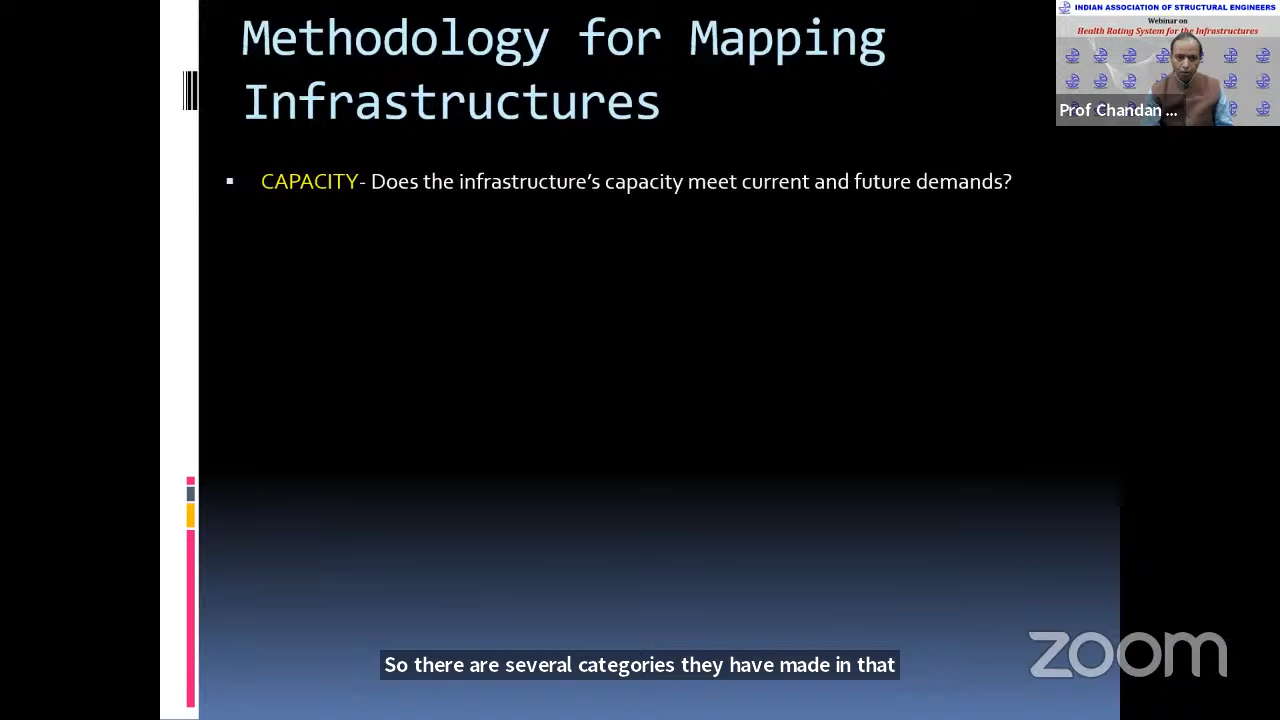 Methodology for Mapping
Infrastructures
CAPACITY- Does the infrastructure's capacity meet current and future demands?
INDIAN ASSOCIATION OF STRUCTURAL ENGINEERS
Webinar on
Health Rating System for the Infrastructures
Prof Chandan ...
So there are several categories they have made in that
zoom